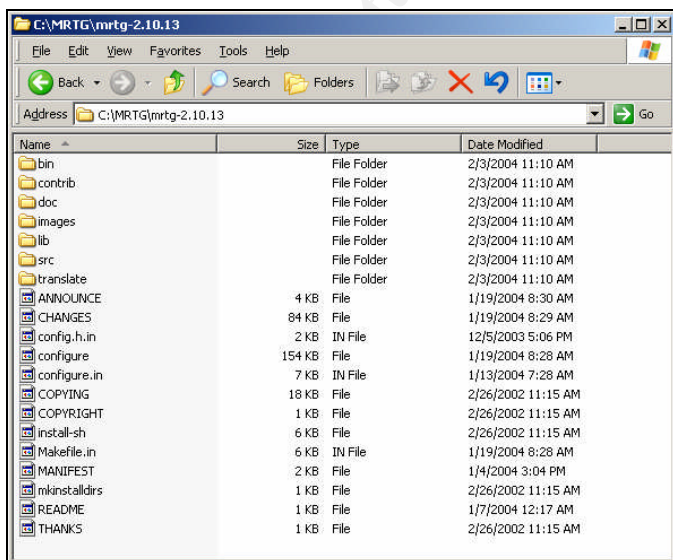 C:\MRTG\mrtg-2.10.13
File Edit View Favorites Tools Help
Back Search Folders
Address C:\MRTG\mrtg-2.10.13 Go
Name Size Type Date Modified
bin File Folder 2/3/2004 11:10 AM
contrib File Folder 2/3/2004 11:10 AM
doc File Folder 2/3/2004 11:10 AM
images File Folder 2/3/2004 11:10 AM
lib File Folder 2/3/2004 11:10 AM
src File Folder 2/3/2004 11:10 AM
translate File Folder 2/3/2004 11:10 AM
ANNOUNCE 4 KB File 1/19/2004 8:30 AM
CHANGES 84 KB File 1/19/2004 8:29 AM
config.h.in 2 KB IN File 12/5/2003 5:06 PM
configure 154 KB File 1/19/2004 8:28 AM
configure.in 7 KB IN File 1/13/2004 7:28 AM
COPYING 18 KB File 2/26/2002 11:15 AM
COPYRIGHT 1 KB File 2/26/2002 11:15 AM
install-sh 6 KB File 2/26/2002 11:15 AM
Makefile.in 6 KB IN File 1/19/2004 8:28 AM
MANIFEST 2 KB File 1/4/2004 3:04 PM
mkinstalldirs 1 KB File 2/26/2002 11:15 AM
README 1 KB File 1/7/2004 12:17 AM
THANKS 1 KB File 2/26/2002 11:15 AM